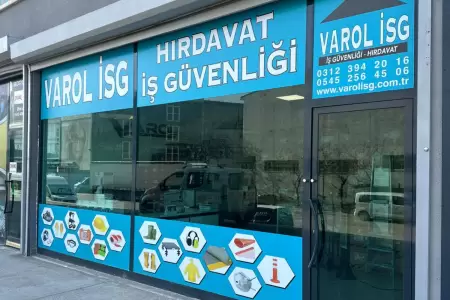 VAROL İSG
HIRDAVAT
İŞ GÜVENLİĞİ
VAROL İSG
İŞ GÜVENLİĞİ - HIRDAVAT
0312 394 20 16
0545 256 45 06
www.varolisg.com.tr